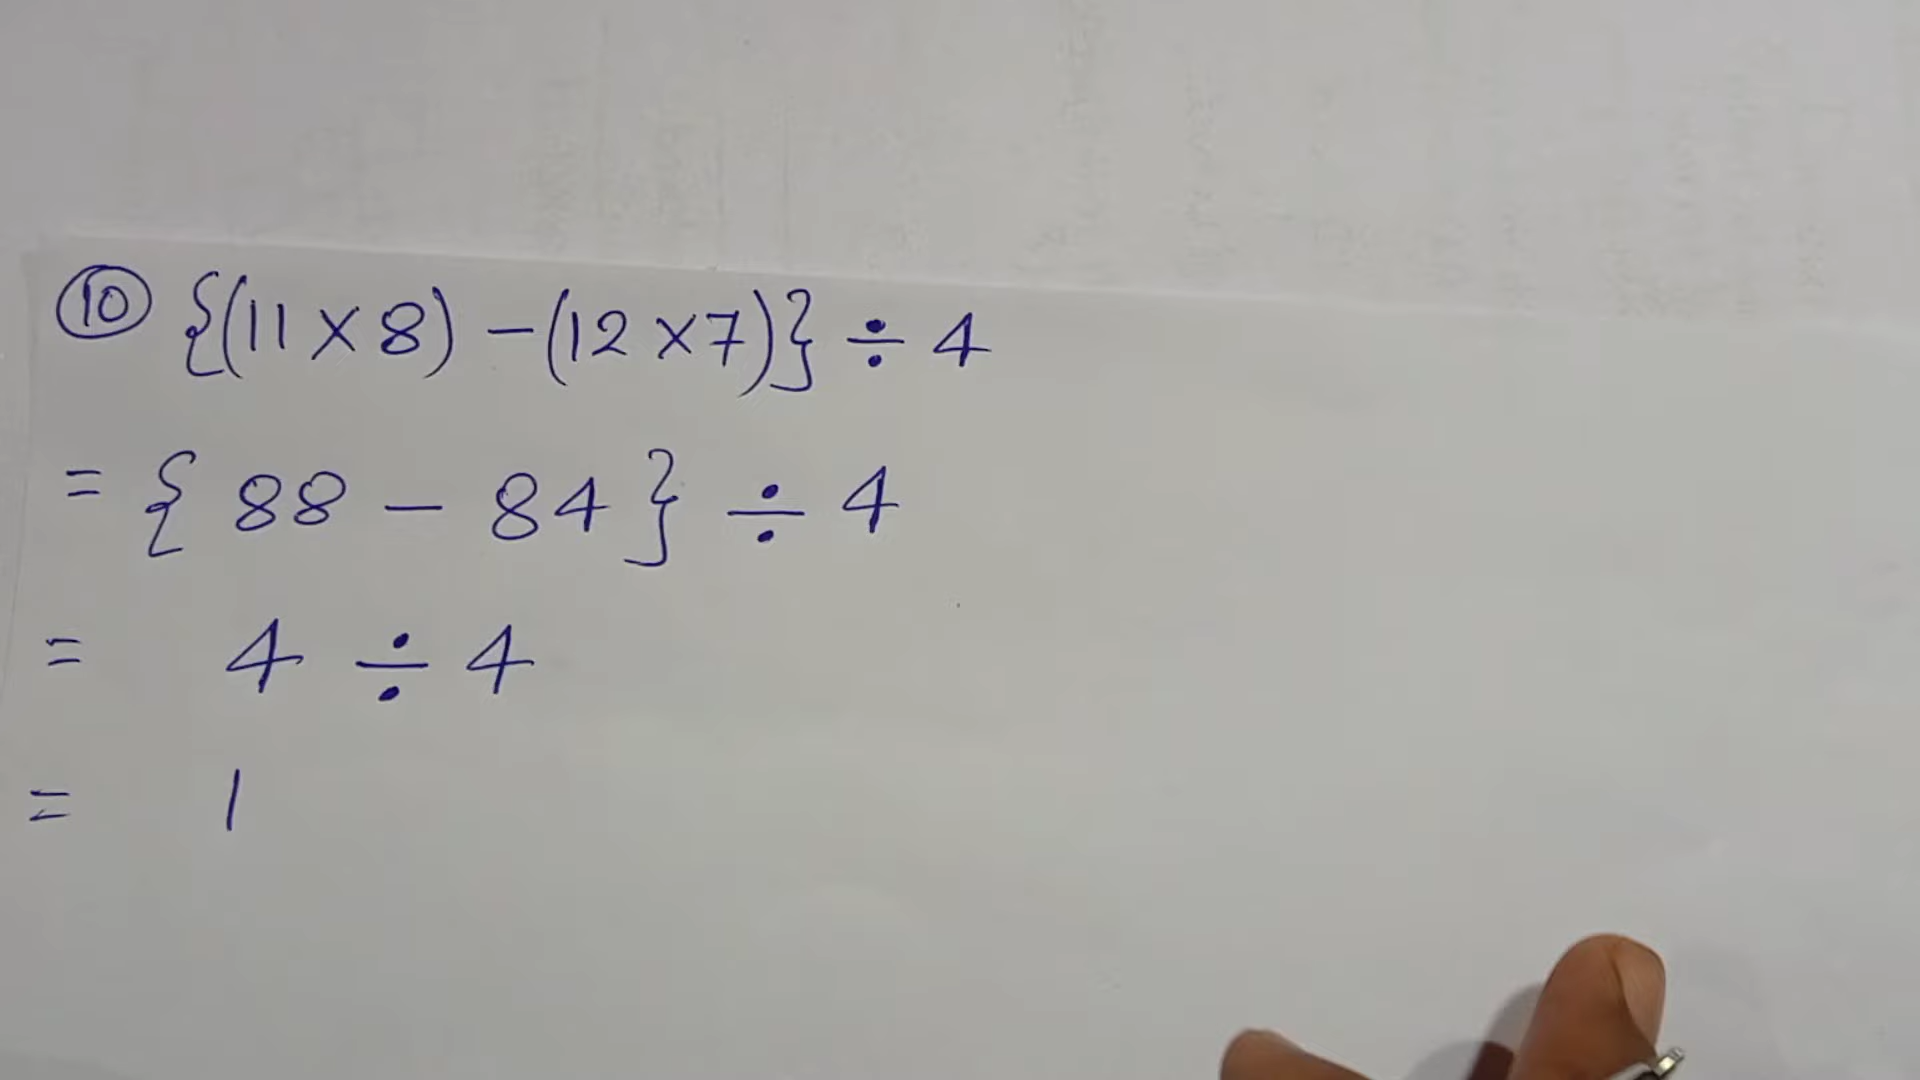 ⑩ {(11 × 8) - (12 × 7)} ÷ 4
= { 88 - 84 } ÷ 4
= 4 ÷ 4
= 1